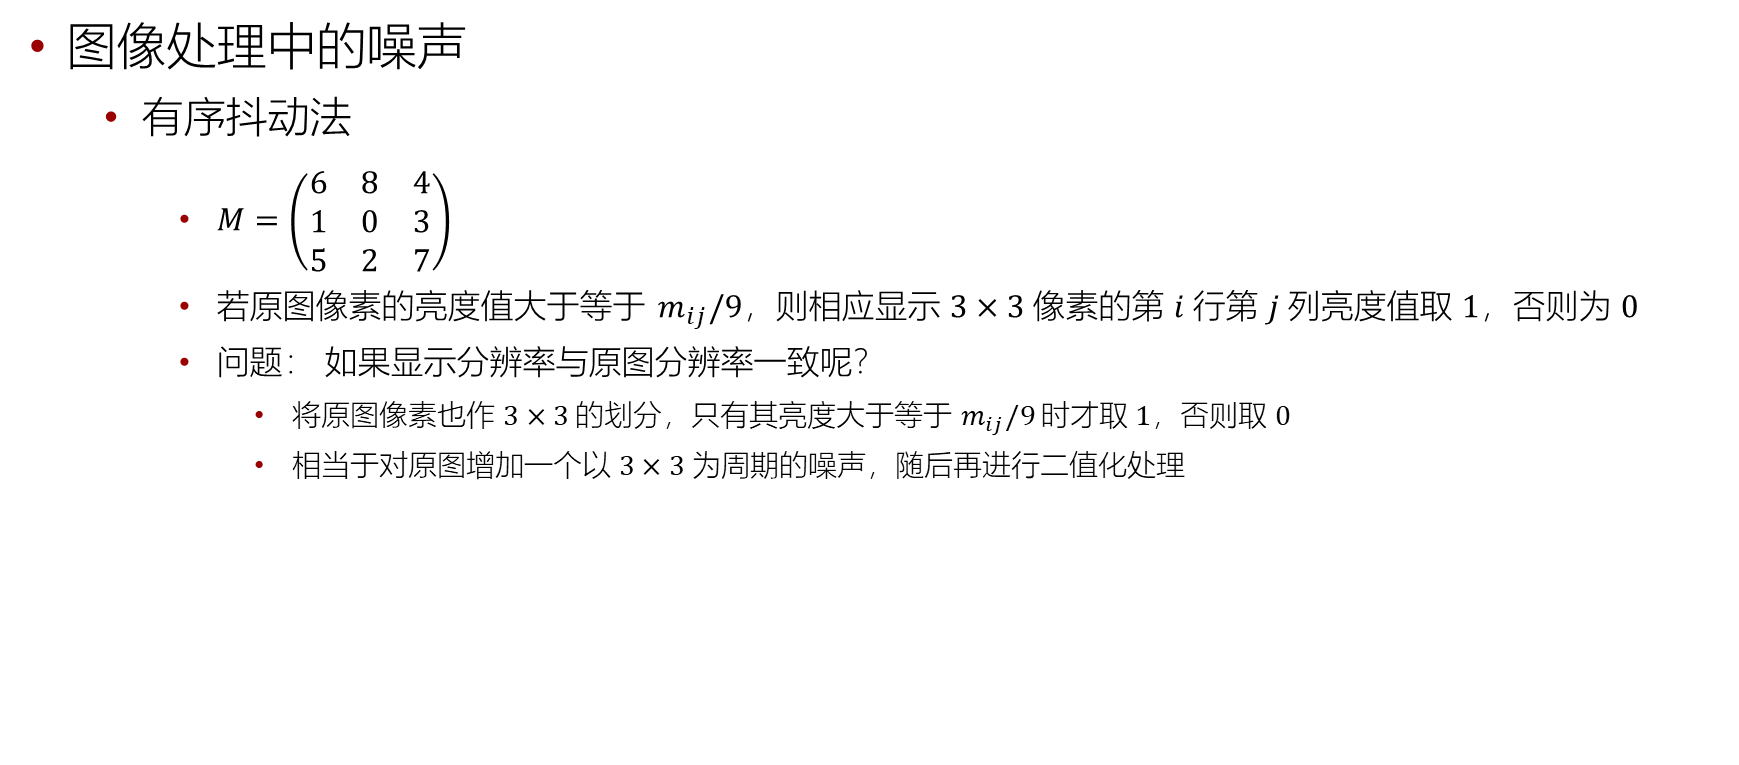 • 图像处理中的噪声
• 有序抖动法
• M = (6 8 4
1 0 3
5 2 7)
• 若原图像素的亮度值大于等于 m_{ij}/9，则相应显示 3 × 3 像素的第 i 行第 j 列亮度值取 1，否则为 0
• 问题： 如果显示分辨率与原图分辨率一致呢？
• 将原图像素也作 3 × 3 的划分，只有其亮度大于等于 m_{ij}/9 时才取 1，否则取 0
• 相当于对原图增加一个以 3 × 3 为周期的噪声，随后再进行二值化处理